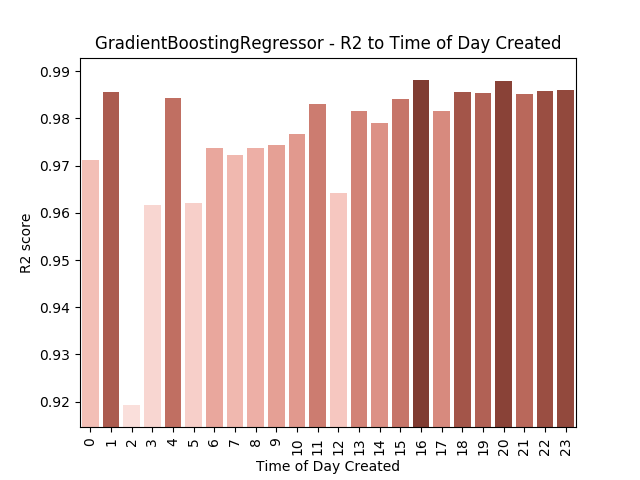 GradientBoostingRegressor - R2 to Time of Day Created
0.99
0.98
0.97
0.96
0.95
0.94
0.93
0.92
R2 score
0 1 2 3 4 5 6 7 8 9 10 11 12 13 14 15 16 17 18 19 20 21 22 23
Time of Day Created